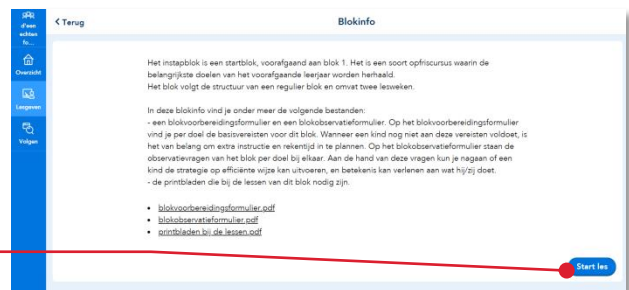 d'een
echten
fo...
Overzicht
Lesgeven
Volgen
Terug
Blokinfo
Het instapblok is een startblok, voorafgaand aan blok 1. Het is een soort opfriscursus waarin de
belangrijkste doelen van het voorafgaande leerjaar worden herhaald.
Het blok volgt de structuur van een regulier blok en omvat twee lesweken.
In deze blokinfo vind je onder meer de volgende bestanden:
- een blokvoorbereidingsformulier en een blokobservatieformulier. Op het blokvoorbereidingsformulier
vind je per doel de basisvereisten voor dit blok. Wanneer een kind nog niet aan deze vereisten voldoet, is
het van belang om extra instructie en rekentijd in te plannen. Op het blokobservatieformulier staan de
observatievragen van het blok per doel bij elkaar. Aan de hand van deze vragen kun je nagaan of een
kind de strategie op efficiënte wijze kan uitvoeren, en betekenis kan verlenen aan wat hij/zij doet.
- de printbladen die bij de lessen van dit blok nodig zijn.
• blokvoorbereidingsformulier.pdf
• blokobservatieformulier.pdf
• printbladen bij de lessen.pdf
Start les